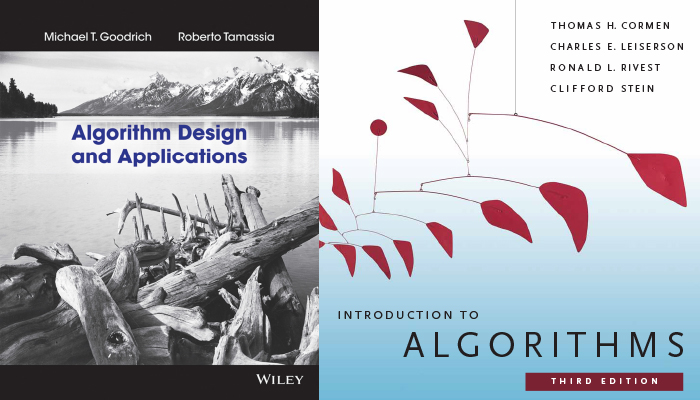 Michael T. Goodrich Roberto Tamassia
Algorithm Design
and Applications
WILEY
THOMAS H. CORMEN
CHARLES E. LEISERSON
RONALD L. RIVEST
CLIFFORD STEIN
INTRODUCTION TO
ALGORITHMS
THIRD EDITION